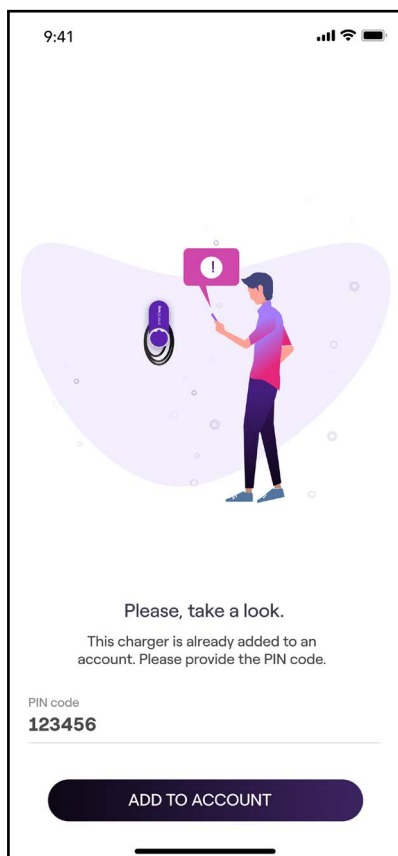 9:41
!
Please, take a look.
This charger is already added to an
account. Please provide the PIN code.
PIN code
123456
ADD TO ACCOUNT